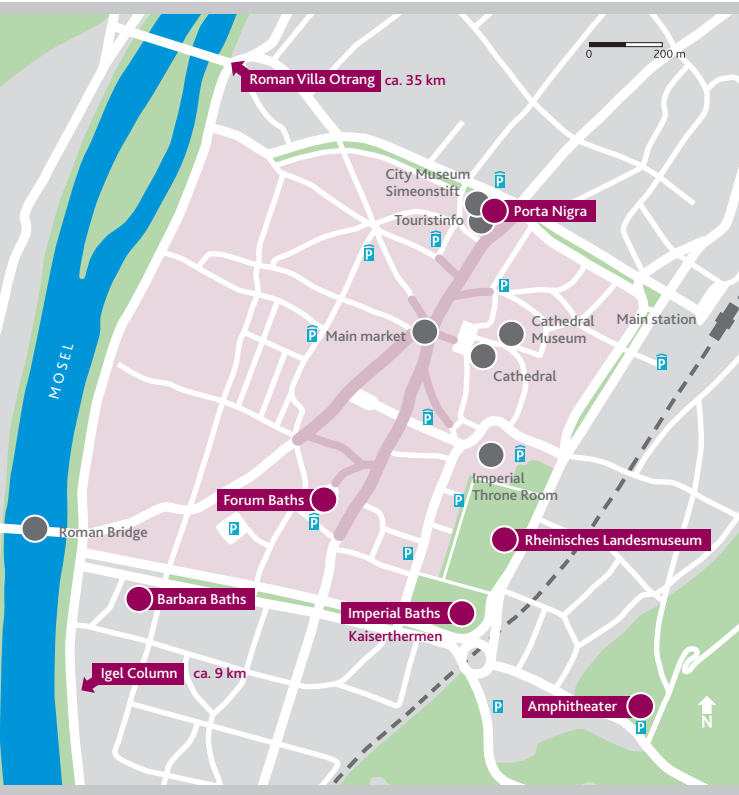 0
200 m
Roman Villa Otrang ca. 35 km
City Museum
Simeonstift
P
Porta Nigra
Touristinfo
P
P
P
Main station
Cathedral
Museum
P
Main market
P
Cathedral
MOSEL
P
P
Imperial
Throne Room
Forum Baths
P
P
P
Roman Bridge
Rheinisches Landesmuseum
P
Barbara Baths
Imperial Baths
Kaiserthermen
Igel Column ca. 9 km
P
Amphitheater
P
N